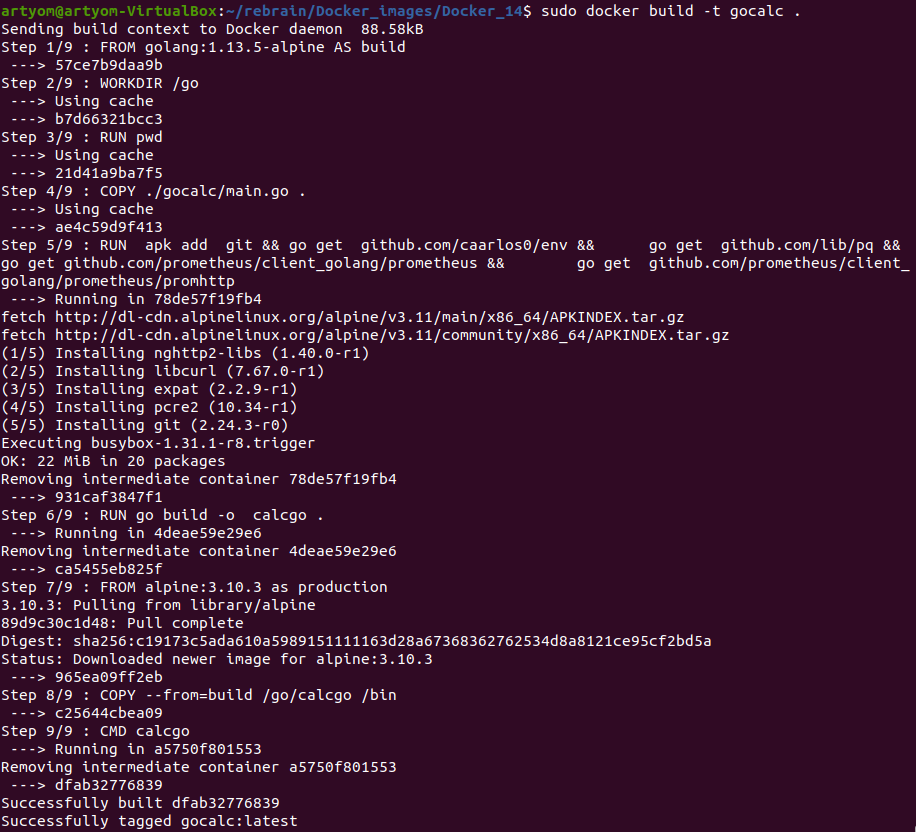 artyom@artyom-VirtualBox:~/rebrain/Docker_images/Docker_14$ sudo docker build -t gocalc .
Sending build context to Docker daemon  88.58kB
Step 1/9 : FROM golang:1.13.5-alpine AS build
 ---> 57ce7b9daa9b
Step 2/9 : WORKDIR /go
 ---> Using cache
 ---> b7d66321bcc3
Step 3/9 : RUN pwd
 ---> Using cache
 ---> 21d41a9ba7f5
Step 4/9 : COPY ./gocalc/main.go .
 ---> Using cache
 ---> ae4c59d9f413
Step 5/9 : RUN  apk add  git && go get  github.com/caarlos0/env &&      go get  github.com/lib/pq &&
go get github.com/prometheus/client_golang/prometheus &&        go get  github.com/prometheus/client_
golang/prometheus/promhttp
 ---> Running in 78de57f19fb4
fetch http://dl-cdn.alpinelinux.org/alpine/v3.11/main/x86_64/APKINDEX.tar.gz
fetch http://dl-cdn.alpinelinux.org/alpine/v3.11/community/x86_64/APKINDEX.tar.gz
(1/5) Installing nghttp2-libs (1.40.0-r1)
(2/5) Installing libcurl (7.67.0-r1)
(3/5) Installing expat (2.2.9-r1)
(4/5) Installing pcre2 (10.34-r1)
(5/5) Installing git (2.24.3-r0)
Executing busybox-1.31.1-r8.trigger
OK: 22 MiB in 20 packages
Removing intermediate container 78de57f19fb4
 ---> 931caf3847f1
Step 6/9 : RUN go build -o  calcgo .
 ---> Running in 4deae59e29e6
Removing intermediate container 4deae59e29e6
 ---> ca5455eb825f
Step 7/9 : FROM alpine:3.10.3 as production
3.10.3: Pulling from library/alpine
89d9c30c1d48: Pull complete
Digest: sha256:c19173c5ada610a5989151111163d28a67368362762534d8a8121ce95cf2bd5a
Status: Downloaded newer image for alpine:3.10.3
 ---> 965ea09ff2eb
Step 8/9 : COPY --from=build /go/calcgo /bin
 ---> c25644cbea09
Step 9/9 : CMD calcgo
 ---> Running in a5750f801553
Removing intermediate container a5750f801553
 ---> dfab32776839
Successfully built dfab32776839
Successfully tagged gocalc:latest